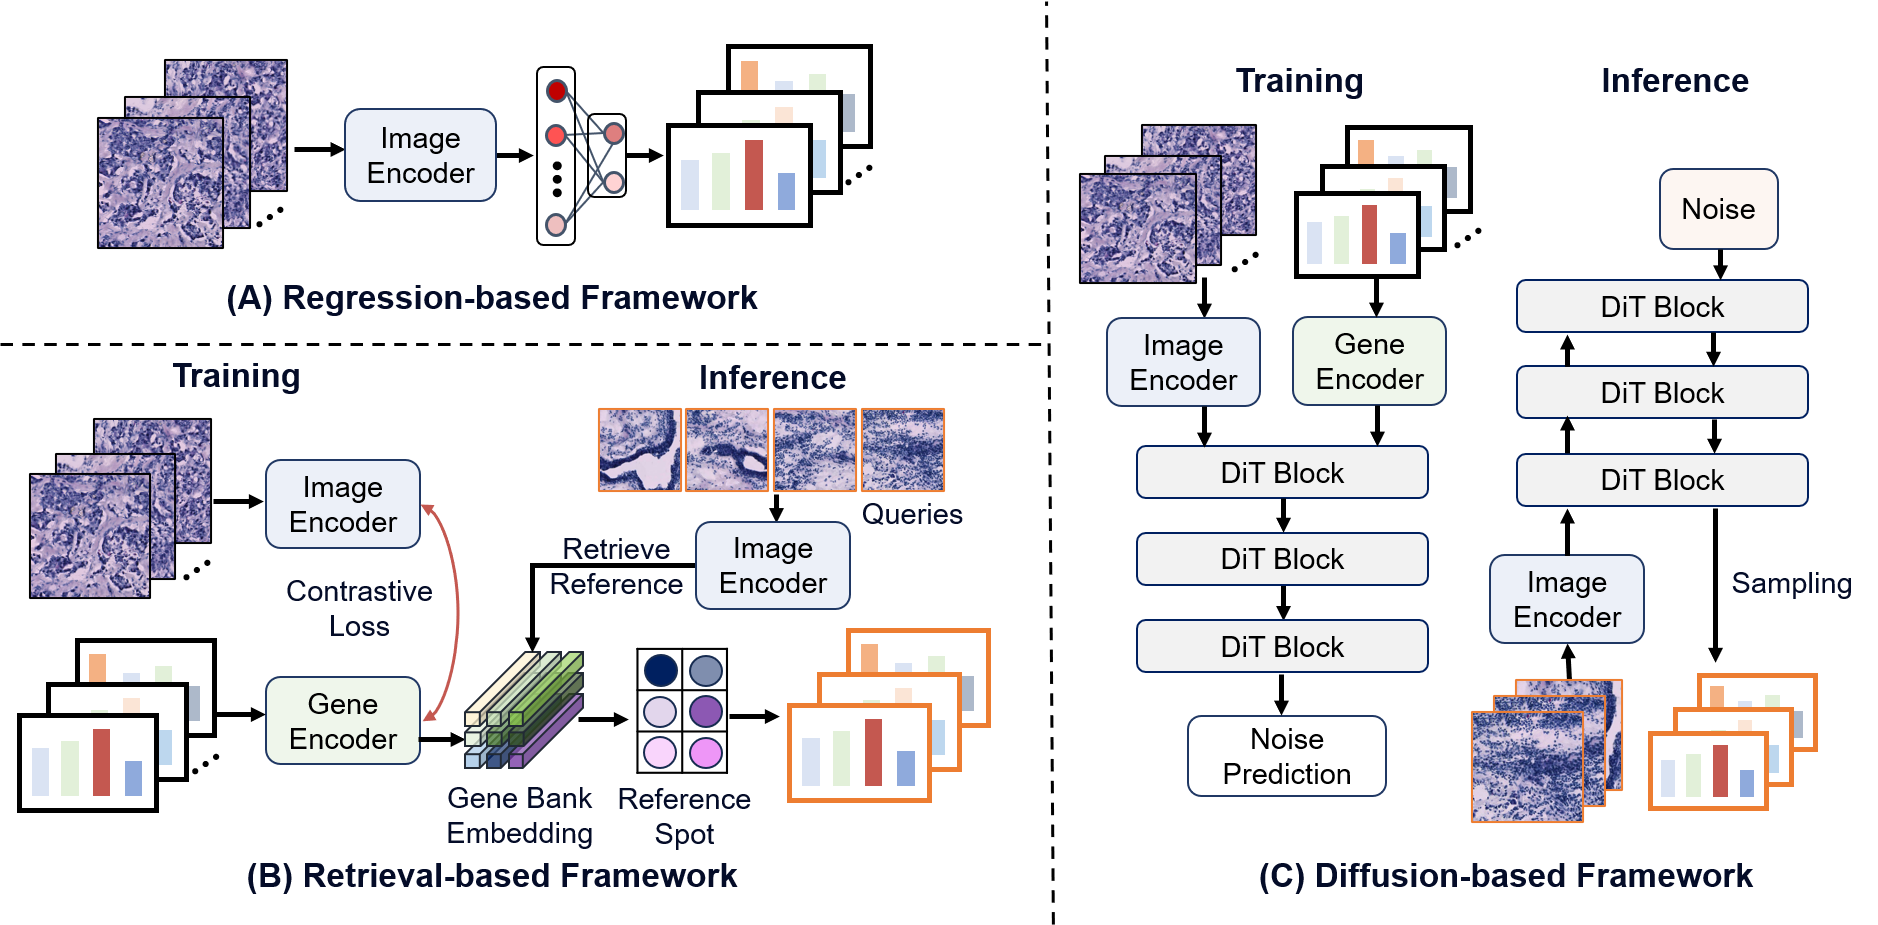 Image
Encoder
(A) Regression-based Framework
Training
Inference
Image
Encoder
Queries
Retrieve
Reference
Image
Encoder
Contrastive
Loss
Gene
Encoder
Gene Bank
Embedding
Reference
Spot
(B) Retrieval-based Framework
Training
Inference
Image
Encoder
Gene
Encoder
DiT Block
DiT Block
DiT Block
Noise
Prediction
Noise
DiT Block
DiT Block
DiT Block
Image
Encoder
Sampling
(C) Diffusion-based Framework